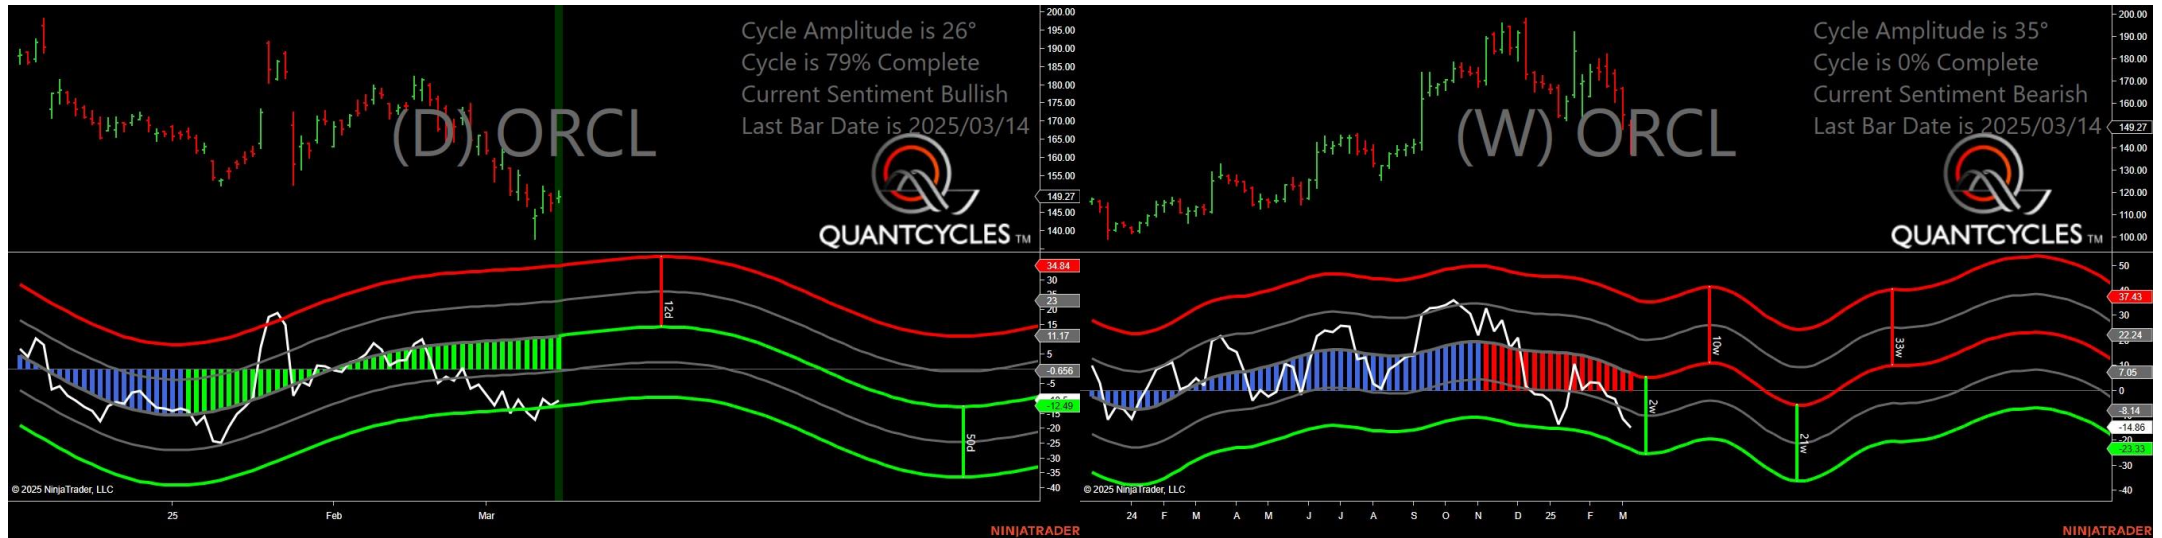 Cycle Amplitude is 26°
Cycle is 79% Complete
Current Sentiment Bullish
Last Bar Date is 2025/03/14
(D) ORCL
QUANTCYCLES TM
200.00
195.00
190.00
185.00
180.00
175.00
170.00
165.00
160.00
155.00
149.27
145.00
140.00
34.84
30
23
20
15
11.17
5
-0.656
-5
-12.49
-15
-20
-25
-30
-35
-40
12d
50d
© 2025 NinjaTrader, LLC
25
Feb
Mar
NINJATRADER
Cycle Amplitude is 35°
Cycle is 0% Complete
Current Sentiment Bearish
Last Bar Date is 2025/03/14
(W) ORCL
QUANTCYCLES TM
200.00
190.00
180.00
170.00
160.00
149.27
140.00
130.00
120.00
110.00
100.00
50
37.43
30
22.24
10
7.05
0
-8.14
-14.86
-20
-23.33
-30
-40
2w
10w
21w
33w
© 2025 NinjaTrader, LLC
24 F M A M J J A S O N D 25 F M
NINJATRADER